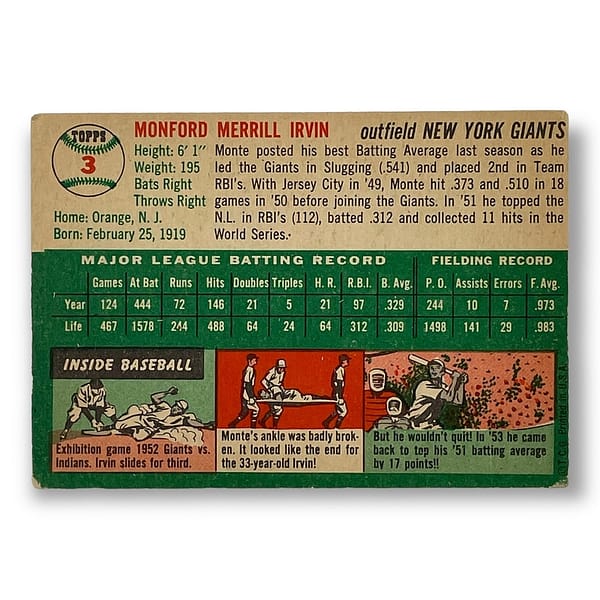 TOPPS
3
MONFORD MERRILL IRVIN
outfield NEW YORK GIANTS
Height: 6' 1"
Weight: 195
Bats Right
Throws Right
Home: Orange, N. J.
Born: February 25, 1919
Monte posted his best Batting Average last season as he
led the Giants in Slugging (.541) and placed 2nd in Team
RBI's. With Jersey City in '49, Monte hit .373 and .510 in 18
games in '50 before joining the Giants. In '51 he topped the
N.L. in RBI's (112), batted .312 and collected 11 hits in the
World Series.
MAJOR LEAGUE BATTING RECORD FIELDING RECORD
Games At Bat Runs Hits Doubles Triples H. R. R.B.I. B. Avg. P. O. Assists Errors F. Avg.
Year 124 444 72 146 21 5 21 97 .329 244 10 7 .973
Life 467 1578 244 488 64 24 64 312 .309 1498 141 29 .983
INSIDE BASEBALL
Exhibition game 1952 Giants vs.
Indians. Irvin slides for third.
Monte's ankle was badly brok-
en. It looked like the end for
the 33-year-old Irvin!
But he wouldn't quit! In '53 he came
back to top his '51 batting average
by 17 points!!